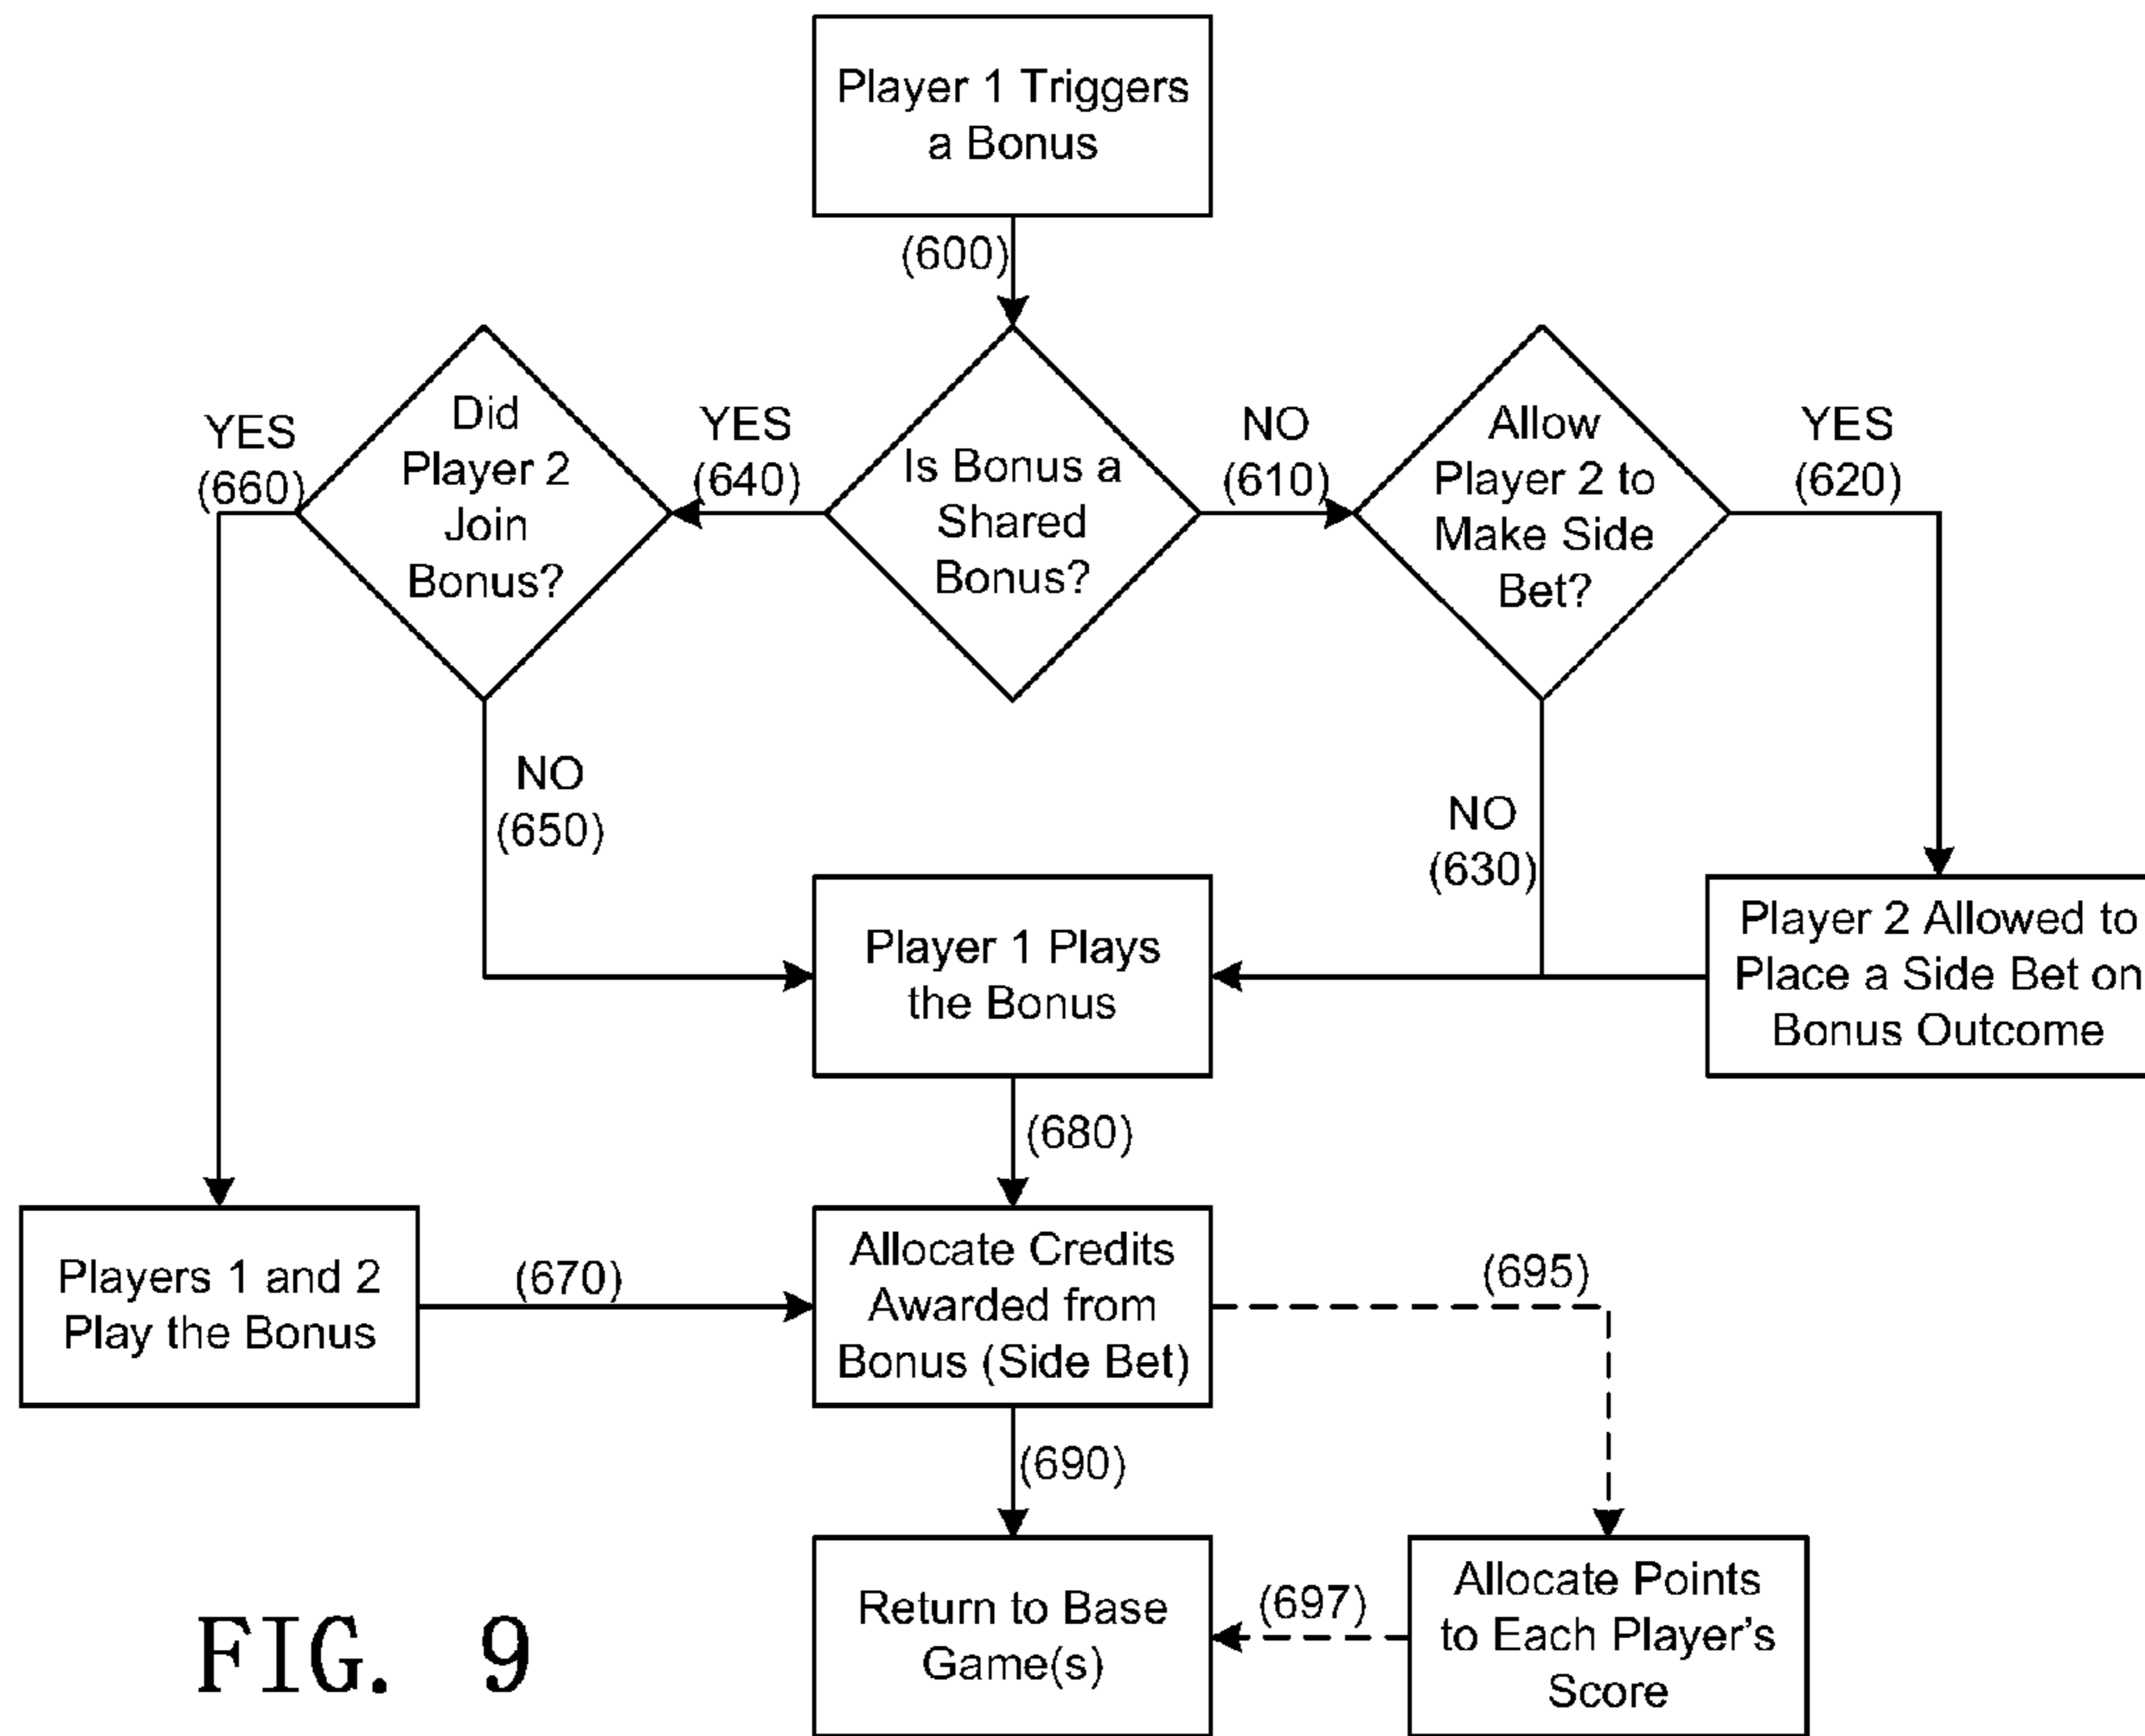 Player 1 Triggers
a Bonus
(600)
Did
Player 2
Join
Bonus?
YES
(660)
YES
(640)
Is Bonus a
Shared
Bonus?
NO
(610)
Allow
Player 2 to
Make Side
Bet?
YES
(620)
NO
(650)
NO
(630)
Player 1 Plays
the Bonus
Player 2 Allowed to
Place a Side Bet on
Bonus Outcome
(680)
Players 1 and 2
Play the Bonus
(670)
Allocate Credits
Awarded from
Bonus (Side Bet)
(695)
(690)
Return to Base
Game(s)
(697)
Allocate Points
to Each Player's
Score
FIG. 9